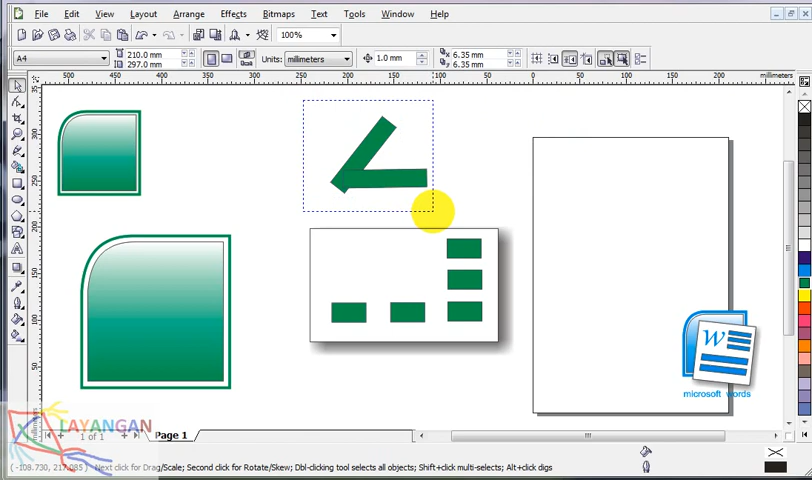 File Edit View Layout Arrange Effects Bitmaps Text Tools Window Help
100%
A4 210.0 mm 297.0 mm Units: millimeters 1.0 mm 6.35 mm 6.35 mm
500 450 400 350 300 250 200 150 100 50 0 50 100 150 200 millimeters
300
250
200
150
100
50
W
microsoft words
LAYANGAN
1 of 1 Page 1
(-108.730, 217.085) Next click for Drag/Scale; Second click for Rotate/Skew; Dbl-clicking tool selects all objects; Shift+click multi-selects; Alt+click digs